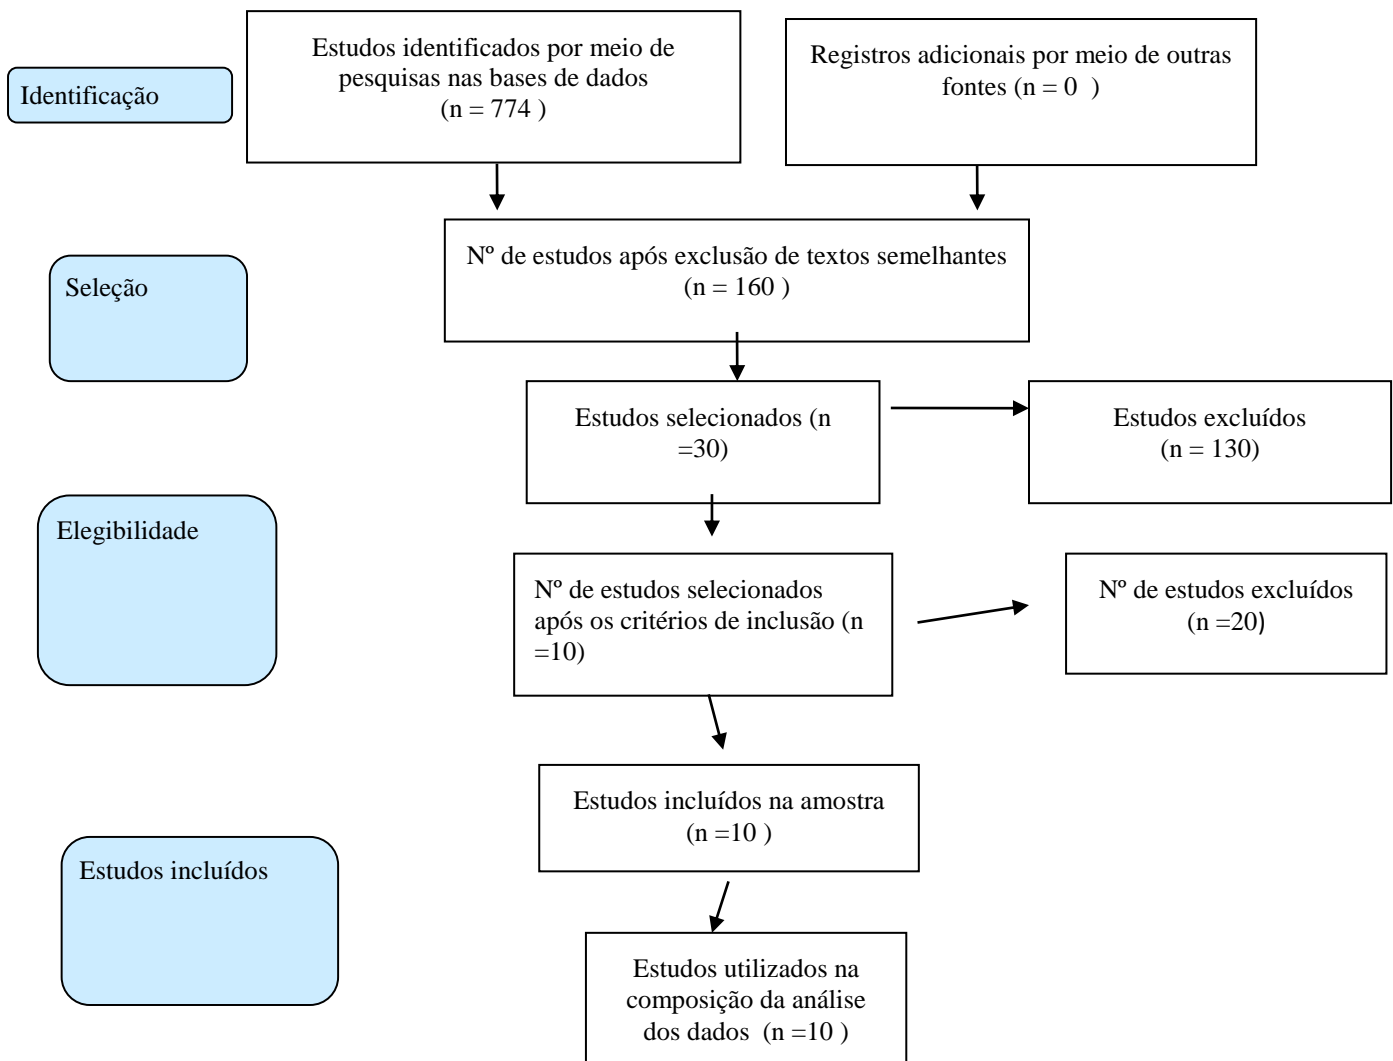 Identificação
Estudos identificados por meio de
pesquisas nas bases de dados
(n = 774 )
Registros adicionais por meio de outras
fontes (n = 0 )
Seleção
Nº de estudos após exclusão de textos semelhantes
(n = 160 )
Estudos selecionados (n
=30)
Estudos excluídos
(n = 130)
Elegibilidade
Nº de estudos selecionados
após os critérios de inclusão (n
=10)
Nº de estudos excluídos
(n =20)
Estudos incluídos na amostra
(n =10 )
Estudos incluídos
Estudos utilizados na
composição da análise
dos dados (n =10 )